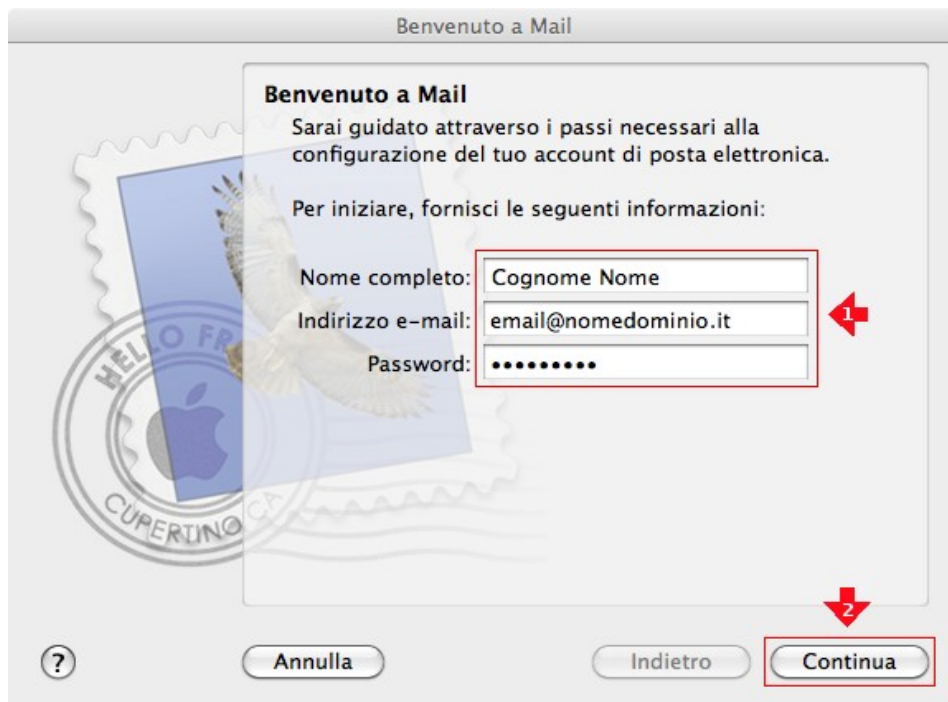 Benvenuto a Mail
Benvenuto a Mail
Sarai guidato attraverso i passi necessari alla
configurazione del tuo account di posta elettronica.
Per iniziare, fornisci le seguenti informazioni:
Nome completo: Cognome Nome
Indirizzo e-mail: email@nomedominio.it
1
Password: •••••••••
HELLO FR
CUPERTINO CA
2
? Annulla Indietro Continua